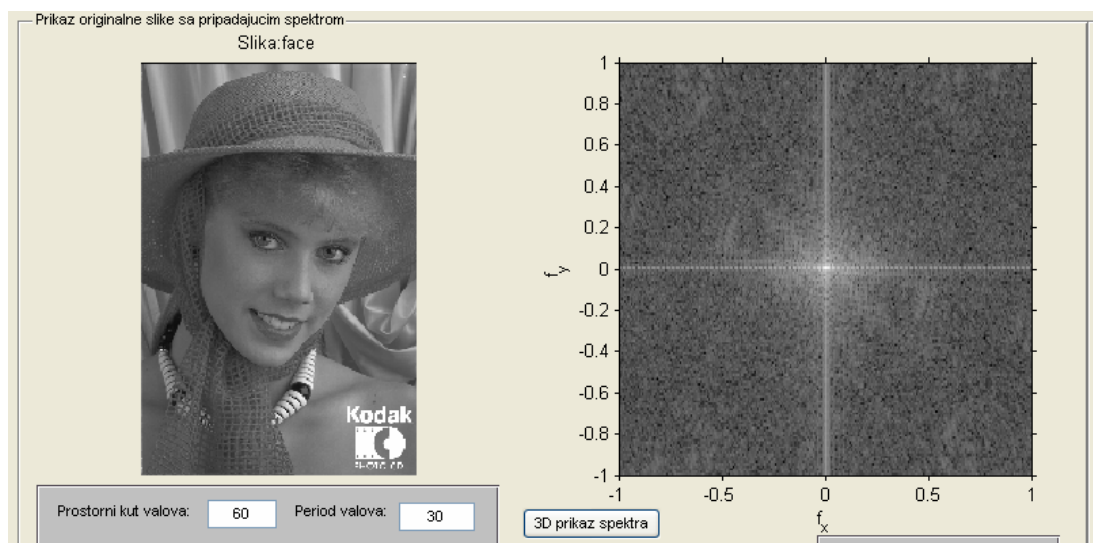 Prikaz originalne slike sa pripadajucim spektrom
Slika:face
Kodak
PHOTO CD
1
0.8
0.6
0.4
0.2
0
-0.2
-0.4
-0.6
-0.8
-1
f_y
-1 -0.5 0 0.5 1
f_x
Prostorni kut valova: 60 Period valova: 30
3D prikaz spektra